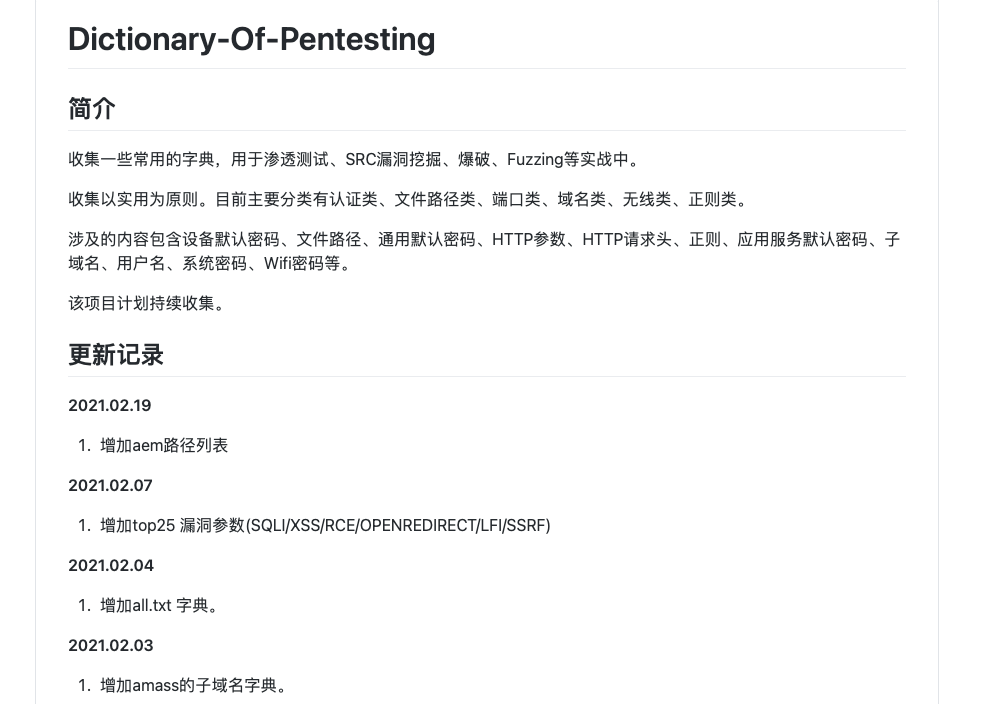 Dictionary-Of-Pentesting
简介
收集一些常用的字典，用于渗透测试、SRC漏洞挖掘、爆破、Fuzzing等实战中。
收集以实用为原则。目前主要分类有认证类、文件路径类、端口类、域名类、无线类、正则类。
涉及的内容包含设备默认密码、文件路径、通用默认密码、HTTP参数、HTTP请求头、正则、应用服务默认密码、子
域名、用户名、系统密码、Wifi密码等。
该项目计划持续收集。
更新记录
2021.02.19
1. 增加aem路径列表
2021.02.07
1. 增加top25 漏洞参数(SQLI/XSS/RCE/OPENREDIRECT/LFI/SSRF)
2021.02.04
1. 增加all.txt 字典。
2021.02.03
1. 增加amass的子域名字典。